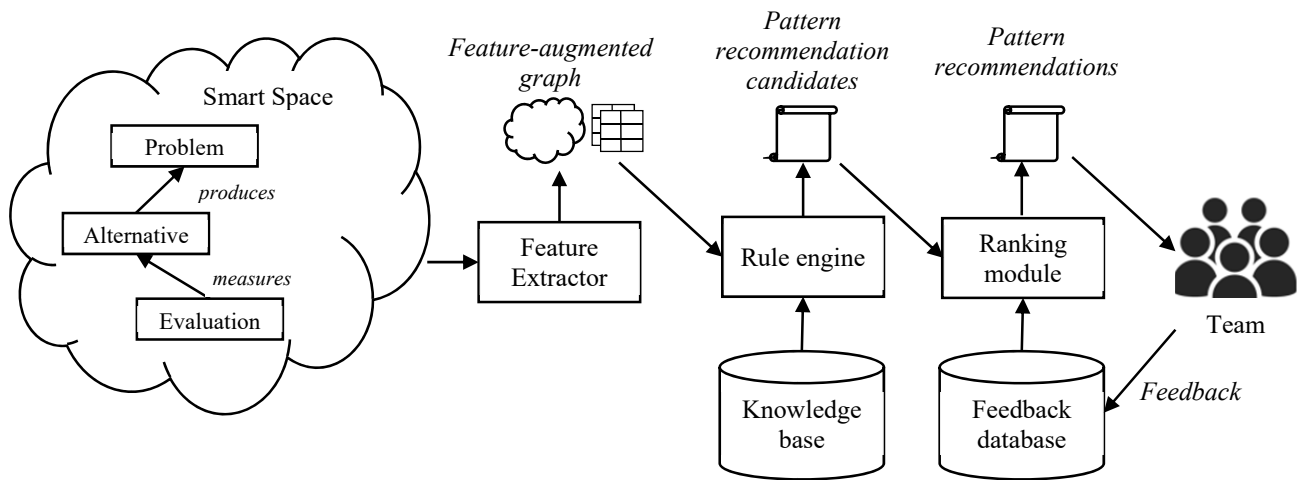 Smart Space
Problem
produces
Alternative
measures
Evaluation
Feature-augmented
graph
Feature
Extractor
Pattern
recommendation
candidates
Rule engine
Knowledge
base
Pattern
recommendations
Ranking
module
Feedback
database
Team
Feedback